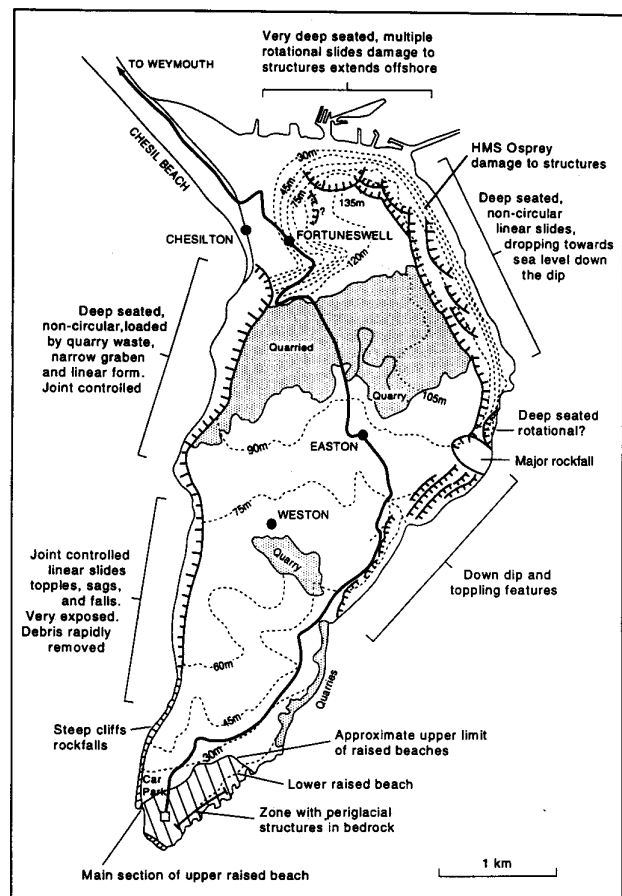 Very deep seated, multiple
rotational slides damage to
structures extends offshore
TO WEYMOUTH
CHESIL BEACH
HMS Osprey
damage to structures
30m
45m
75m
?
135m
Deep seated,
non-circular
linear slides,
dropping towards
sea level down
the dip
CHESILTON
FORTUNESWELL
120m
Deep seated,
non-circular, loaded
by quarry waste,
narrow graben
and linear form.
Joint controlled
Quarried
Quarry
105m
Deep seated
rotational?
90m
EASTON
Major rockfall
75m
WESTON
Quarry
Joint controlled
linear slides
topples, sags,
and falls.
Very exposed.
Debris rapidly
removed
Down dip and
toppling features
60m
Quarries
45m
Steep cliffs
rockfalls
30m
Approximate upper limit
of raised beaches
Car
Park
Lower raised beach
Zone with periglacial
structures in bedrock
Main section of upper raised beach
1 km